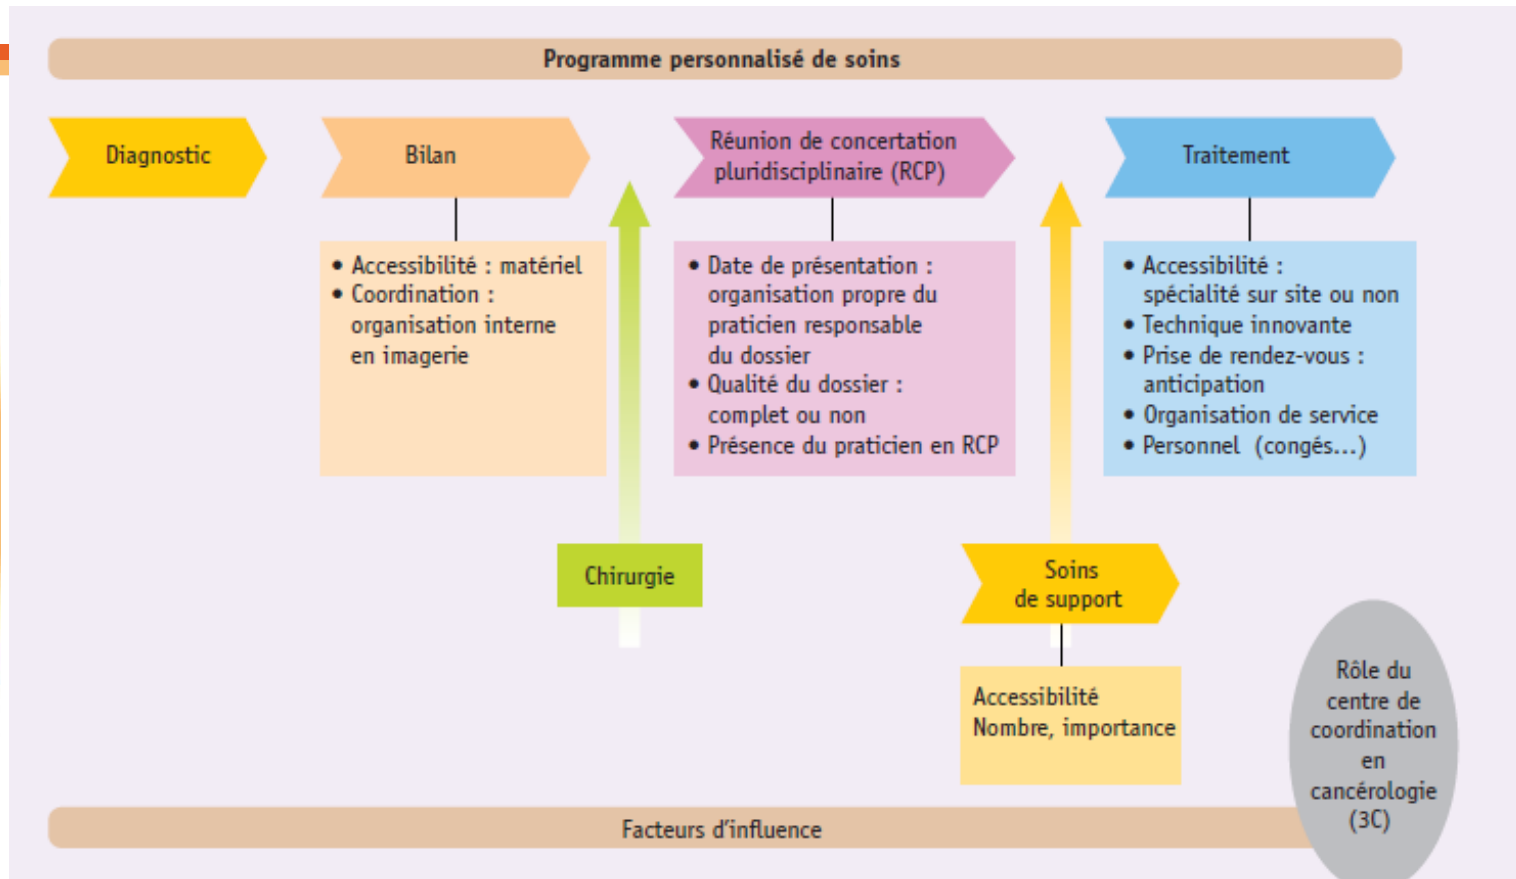 Programme personnalisé de soins
Diagnostic
Bilan
Réunion de concertation
pluridisciplinaire (RCP)
Traitement
• Accessibilité : matériel
• Coordination :
organisation interne
en imagerie
• Date de présentation :
organisation propre du
praticien responsable
du dossier
• Qualité du dossier :
complet ou non
• Présence du praticien en RCP
• Accessibilité :
spécialité sur site ou non
• Technique innovante
• Prise de rendez-vous :
anticipation
• Organisation de service
• Personnel (congés...)
Chirurgie
Soins
de support
Accessibilité
Nombre, importance
Rôle du
centre de
coordination
en
cancérologie
(3C)
Facteurs d'influence